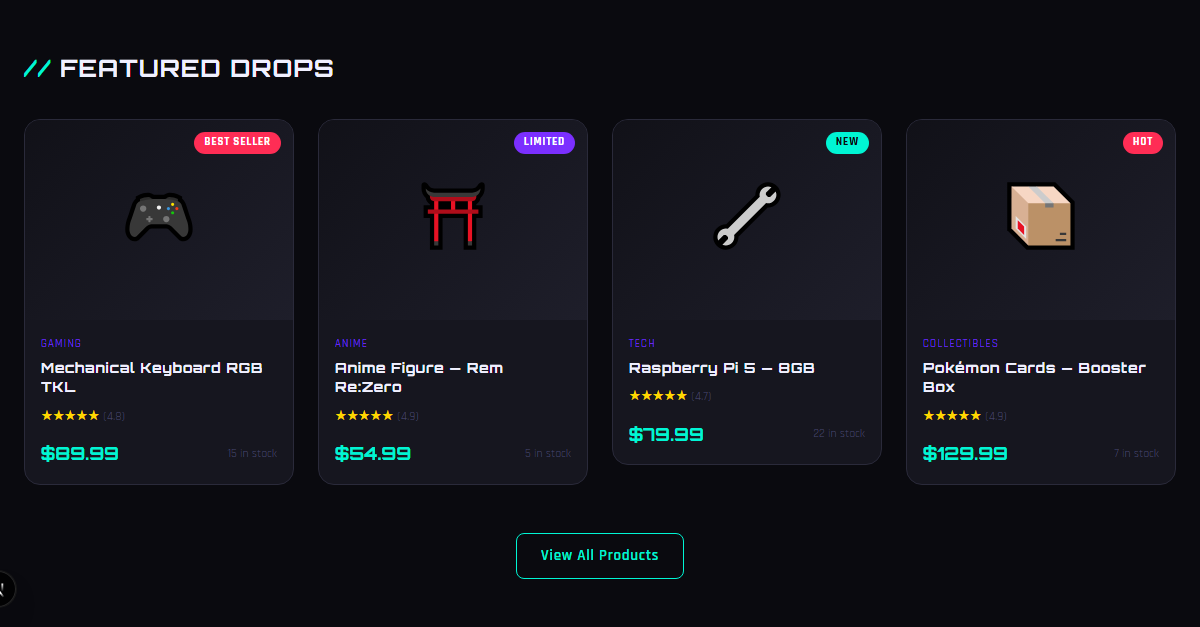 // FEATURED DROPS
BEST SELLER
GAMING
Mechanical Keyboard RGB
TKL
★★★★★ (4.8)
$89.99
15 in stock
LIMITED
ANIME
Anime Figure — Rem
Re:Zero
★★★★★ (4.9)
$54.99
5 in stock
NEW
TECH
Raspberry Pi 5 — 8GB
★★★★★ (4.7)
$79.99
22 in stock
HOT
COLLECTIBLES
Pokémon Cards — Booster
Box
★★★★★ (4.9)
$129.99
7 in stock
View All Products